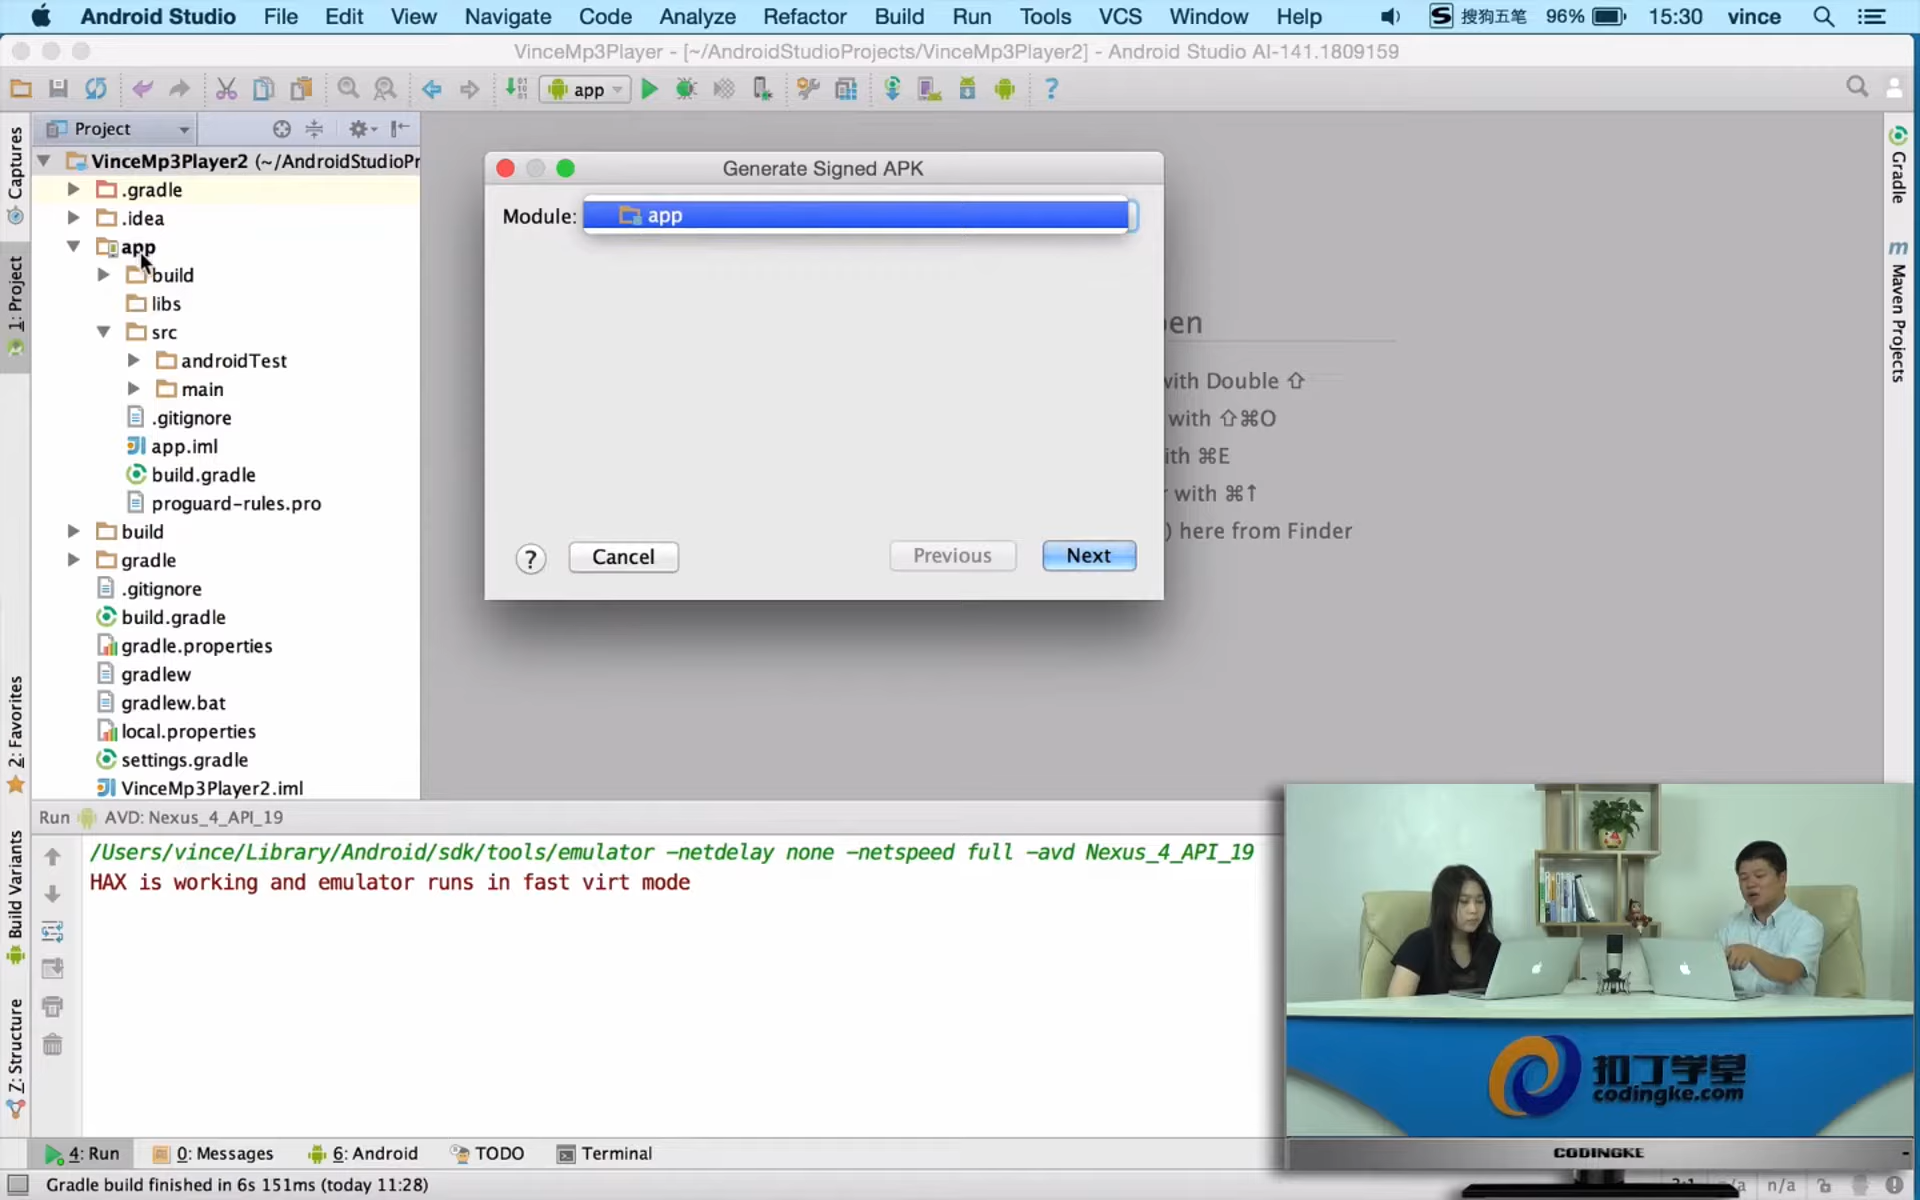 Android Studio File Edit View Navigate Code Analyze Refactor Build Run Tools VCS Window Help 搜狗五笔 96% 15:30 vince
VinceMp3Player - [~/AndroidStudioProjects/VinceMp3Player2] - Android Studio AI-141.1809159
app
Project
VinceMp3Player2 (~/AndroidStudioPr
.gradle
.idea
app
build
libs
src
androidTest
main
.gitignore
app.iml
build.gradle
proguard-rules.pro
build
gradle
.gitignore
build.gradle
gradle.properties
gradlew
gradlew.bat
local.properties
settings.gradle
VinceMp3Player2.iml
Captures
1: Project
2: Favorites
Build Variants
Z: Structure
Generate Signed APK
Module: app
? Cancel Previous Next
pen
with Double ⇧
with ⇧⌘O
ith ⌘E
with ⌘↑
) here from Finder
Gradle
m Maven Projects
Run AVD: Nexus_4_API_19
/Users/vince/Library/Android/sdk/tools/emulator -netdelay none -netspeed full -avd Nexus_4_API_19
HAX is working and emulator runs in fast virt mode
扣丁学堂
codingke.com
CODINGKE
4: Run 0: Messages 6: Android TODO Terminal
Gradle build finished in 6s 151ms (today 11:28)
n/a